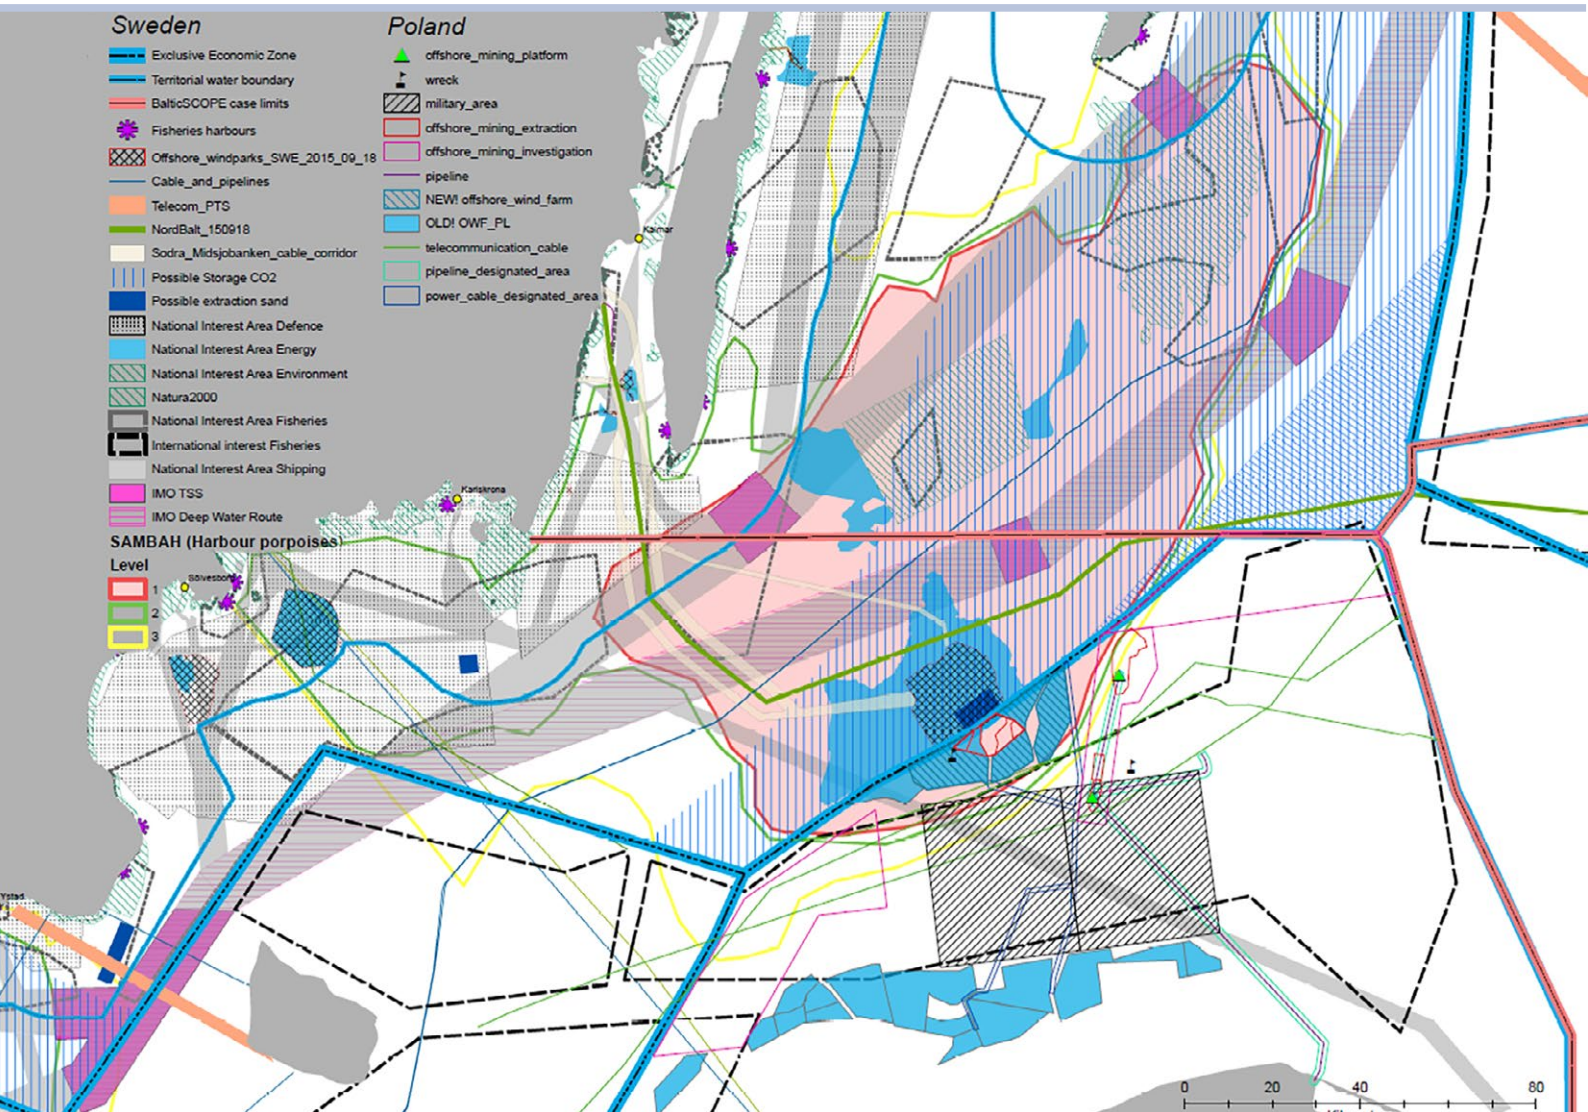 Sweden
Exclusive Economic Zone
Territorial water boundary
BalticSCOPE case limits
Fisheries harbours
Offshore_windparks_SWE_2015_09_18
Cable_and_pipelines
Telecom_PTS
NordBalt_150918
Sodra_Midsjobanken_cable_corridor
Possible Storage CO2
Possible extraction sand
National Interest Area Defence
National Interest Area Energy
National Interest Area Environment
Natura2000
National Interest Area Fisheries
International interest Fisheries
National Interest Area Shipping
IMO TSS
IMO Deep Water Route
SAMBAH (Harbour porpoises)
Level
1
2
3
Poland
offshore_mining_platform
wreck
military_area
offshore_mining_extraction
offshore_mining_investigation
pipeline
NEW! offshore_wind_farm
OLD! OWF_PL
telecommunication_cable
pipeline_designated_area
power_cable_designated_area
Kalmar
Karlskrona
0 20 40 80